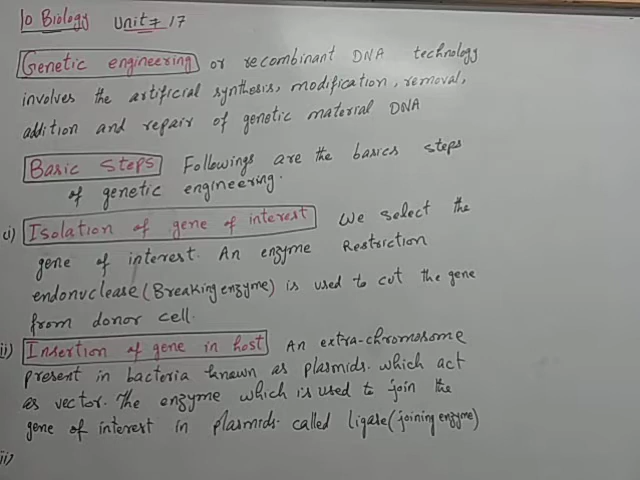 10 Biology Unit # 17
Genetic engineering or recombinant DNA technology
involves the artificial synthesis, modification, removal,
addition and repair of genetic material DNA
Basic Steps Followings are the basics steps
of genetic engineering.
(i) Isolation of gene of interest We select the
gene of interest. An enzyme Restriction
endonuclease (Breaking enzyme) is used to cut the gene
from donor cell.
ii) Insertion of gene in host An extra-chromosome
present in bacteria known as plasmids. which act
as vector. The enzyme which is used to join the
gene of interest in plasmids called ligase (joining enzyme)
iii)